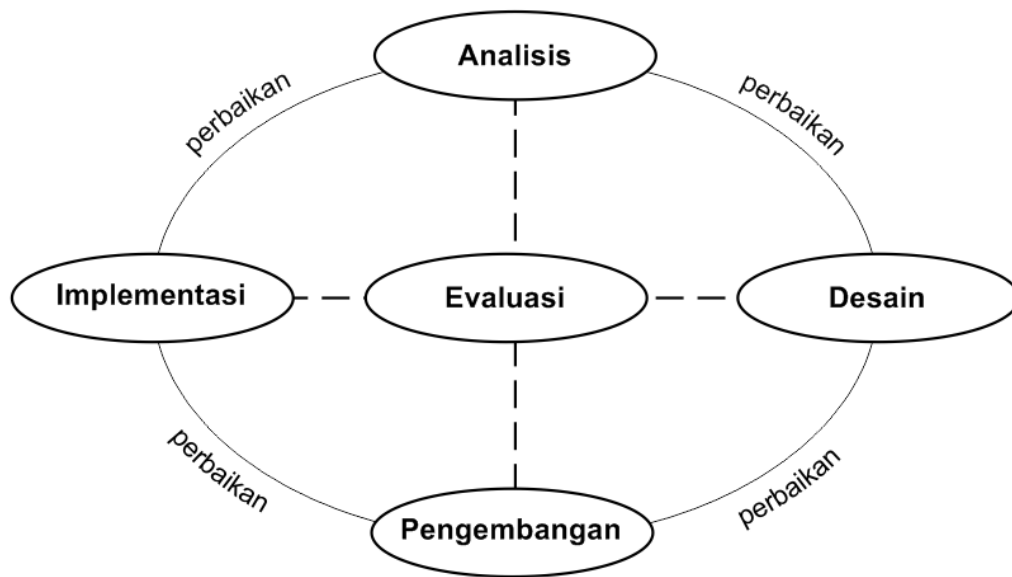 Analisis
perbaikan
perbaikan
Implementasi
Evaluasi
Desain
perbaikan
perbaikan
Pengembangan